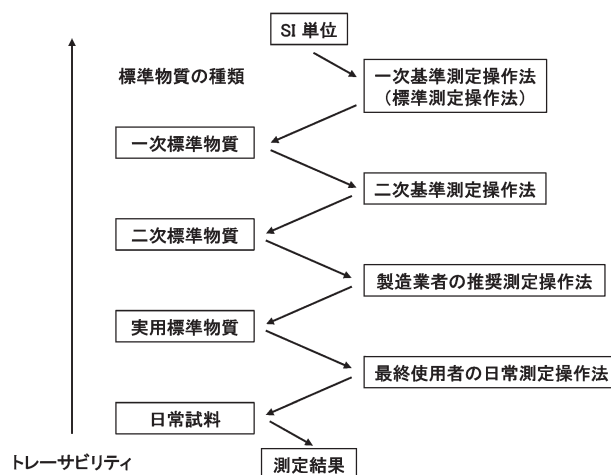 SI 単位
標準物質の種類
一次基準測定操作法
（標準測定操作法）
一次標準物質
二次基準測定操作法
二次標準物質
製造業者の推奨測定操作法
実用標準物質
最終使用者の日常測定操作法
日常試料
トレーサビリティ
測定結果